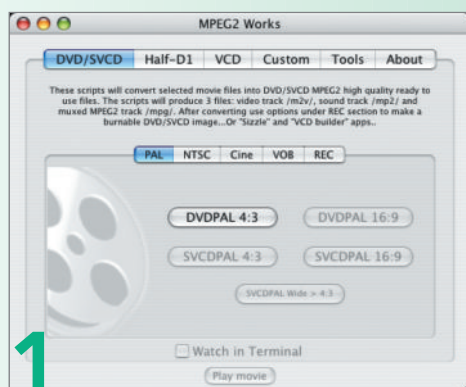 MPEG2 Works
DVD/SVCD Half-D1 VCD Custom Tools About
These scripts will convert selected movie files into DVD/SVCD MPEG2 high quality ready to
use files. The scripts will produce 3 files: video track /m2v/, sound track /mp2/ and
muxed MPEG2 track /mpg/. After converting use options under REC section to make a
burnable DVD/SVCD image...Or "Sizzle" and "VCD builder" apps..
PAL NTSC Cine VOB REC
DVDPAL 4:3 DVDPAL 16:9
SVCDPAL 4:3 SVCDPAL 16:9
SVCDPAL Wide > 4:3
Watch in Terminal
Play movie
1